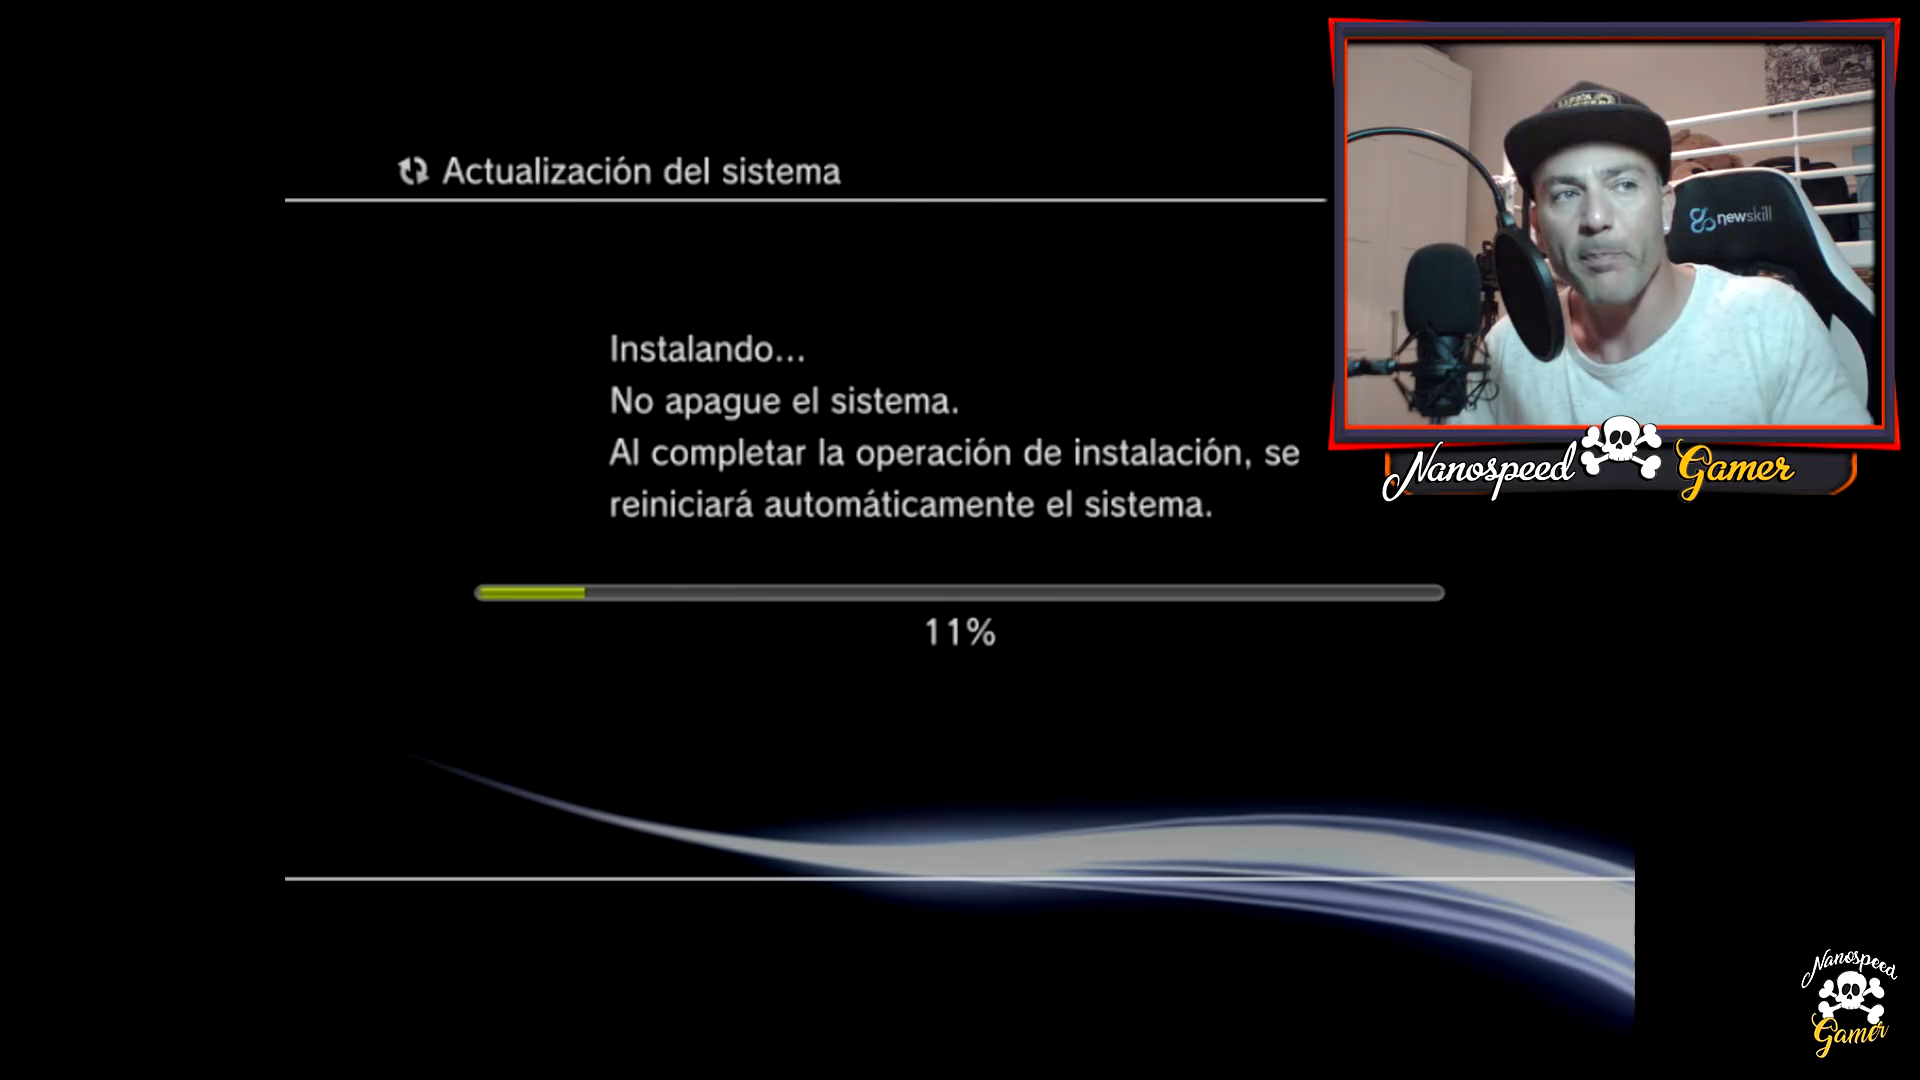 Actualización del sistema
Instalando...
No apague el sistema.
Al completar la operación de instalación, se
reiniciará automáticamente el sistema.
11%
newskill
Nanospeed Gamer
Nanospeed
Gamer